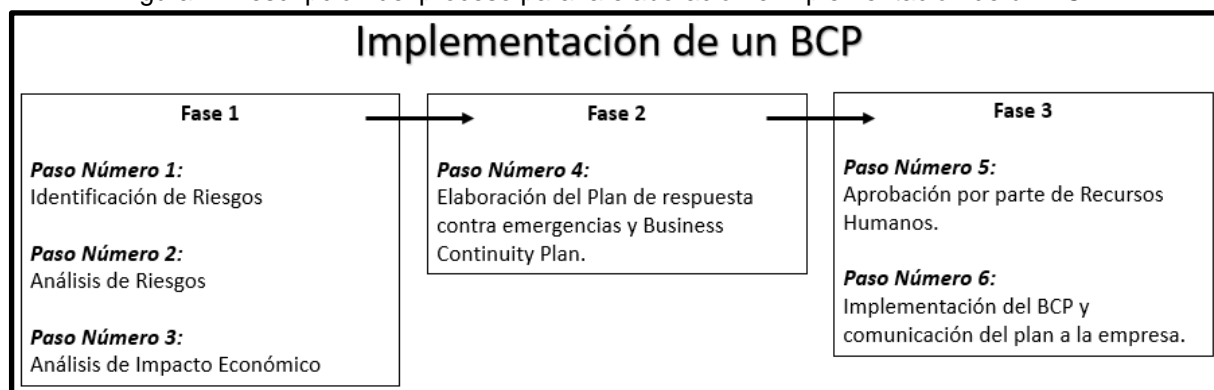 Implementación de un BCP
Fase 1
Paso Número 1:
Identificación de Riesgos
Paso Número 2:
Análisis de Riesgos
Paso Número 3:
Análisis de Impacto Económico
Fase 2
Paso Número 4:
Elaboración del Plan de respuesta
contra emergencias y Business
Continuity Plan.
Fase 3
Paso Número 5:
Aprobación por parte de Recursos
Humanos.
Paso Número 6:
Implementación del BCP y
comunicación del plan a la empresa.